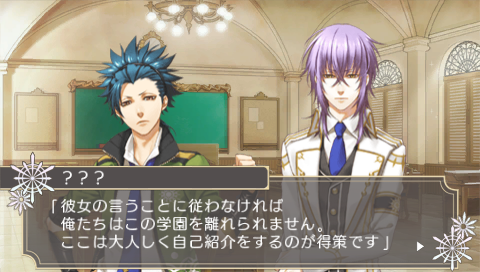 ???
「彼女の言うことに従わなければ
俺たちはこの学園を離れられません。
ここは大人しく自己紹介をするのが得策です」